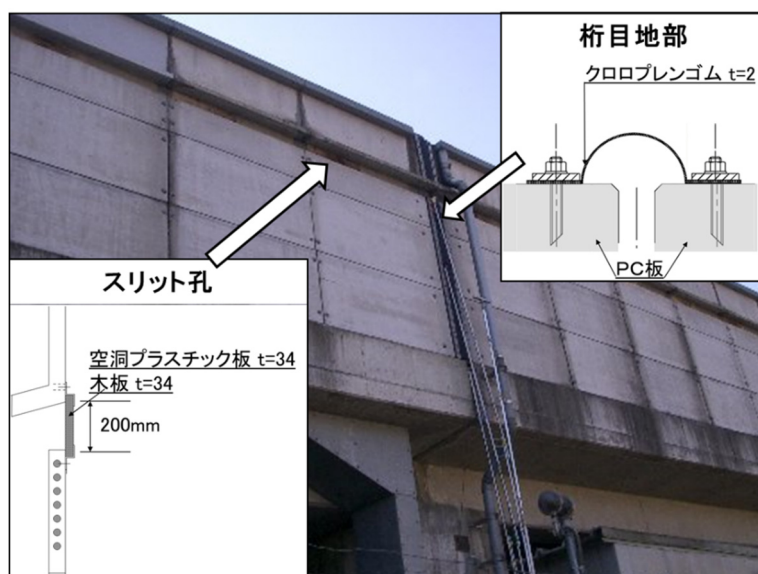 桁目地部
クロロプレンゴム t=2
PC板
スリット孔
空洞プラスチック板 t=34
木板 t=34
200mm